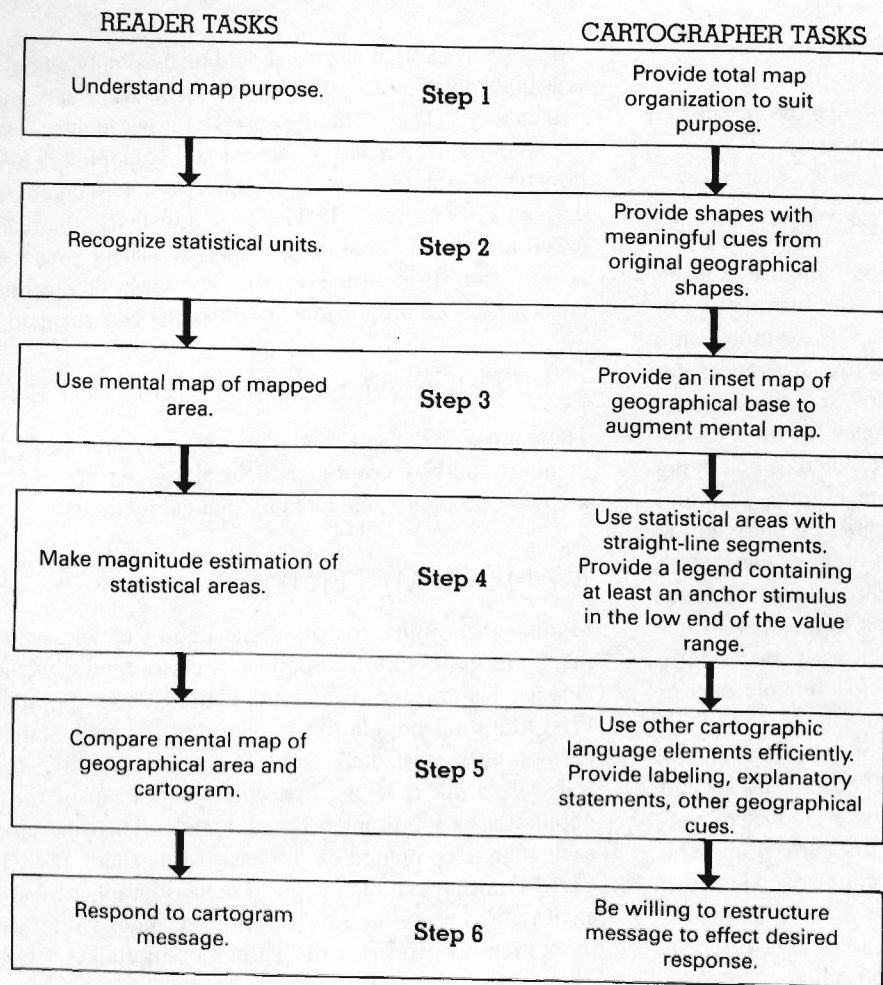 READER TASKS
CARTOGRAPHER TASKS
Understand map purpose.
Step 1
Provide total map
organization to suit
purpose.
Recognize statistical units.
Step 2
Provide shapes with
meaningful cues from
original geographical
shapes.
Use mental map of mapped
area.
Step 3
Provide an inset map of
geographical base to
augment mental map.
Make magnitude estimation of
statistical areas.
Step 4
Use statistical areas with
straight-line segments.
Provide a legend containing
at least an anchor stimulus
in the low end of the value
range.
Compare mental map of
geographical area and
cartogram.
Step 5
Use other cartographic
language elements efficiently.
Provide labeling, explanatory
statements, other geographical
cues.
Respond to cartogram
message.
Step 6
Be willing to restructure
message to effect desired
response.